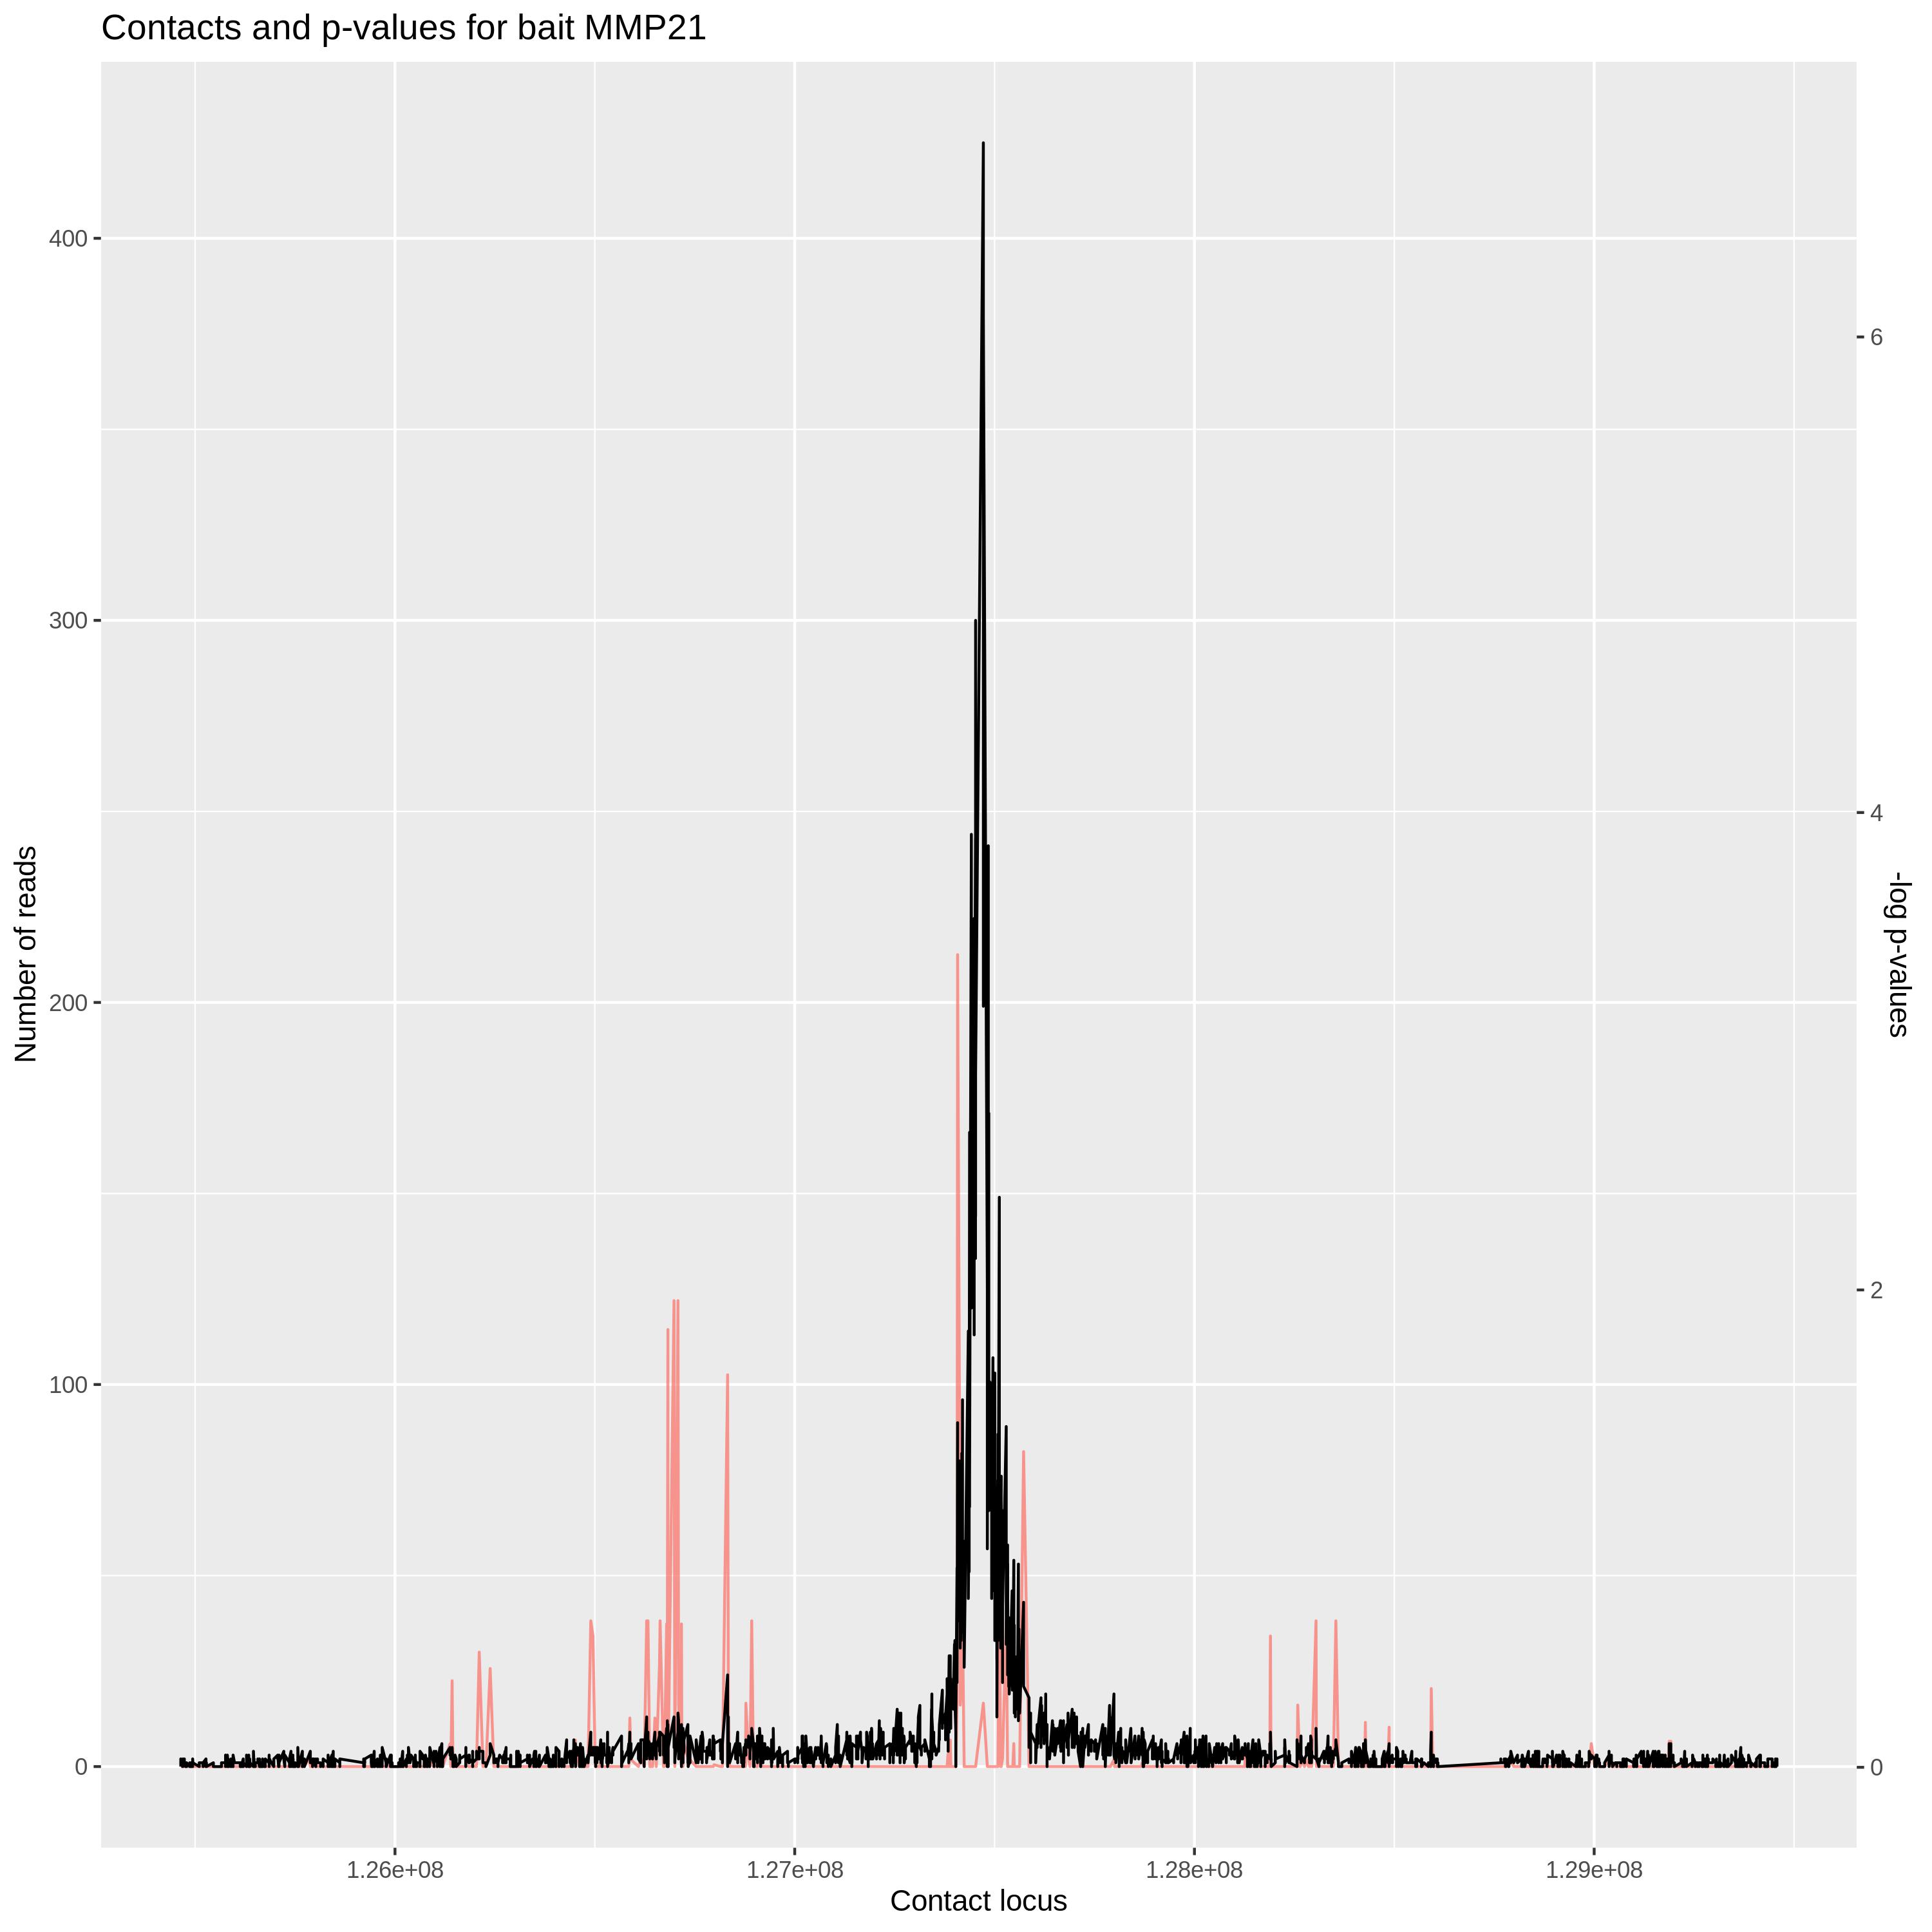 Contacts and p-values for bait MMP21
400
300
200
100
0
6
4
2
0
Number of reads
-log p-values
1.26e+08
1.27e+08
1.28e+08
1.29e+08
Contact locus